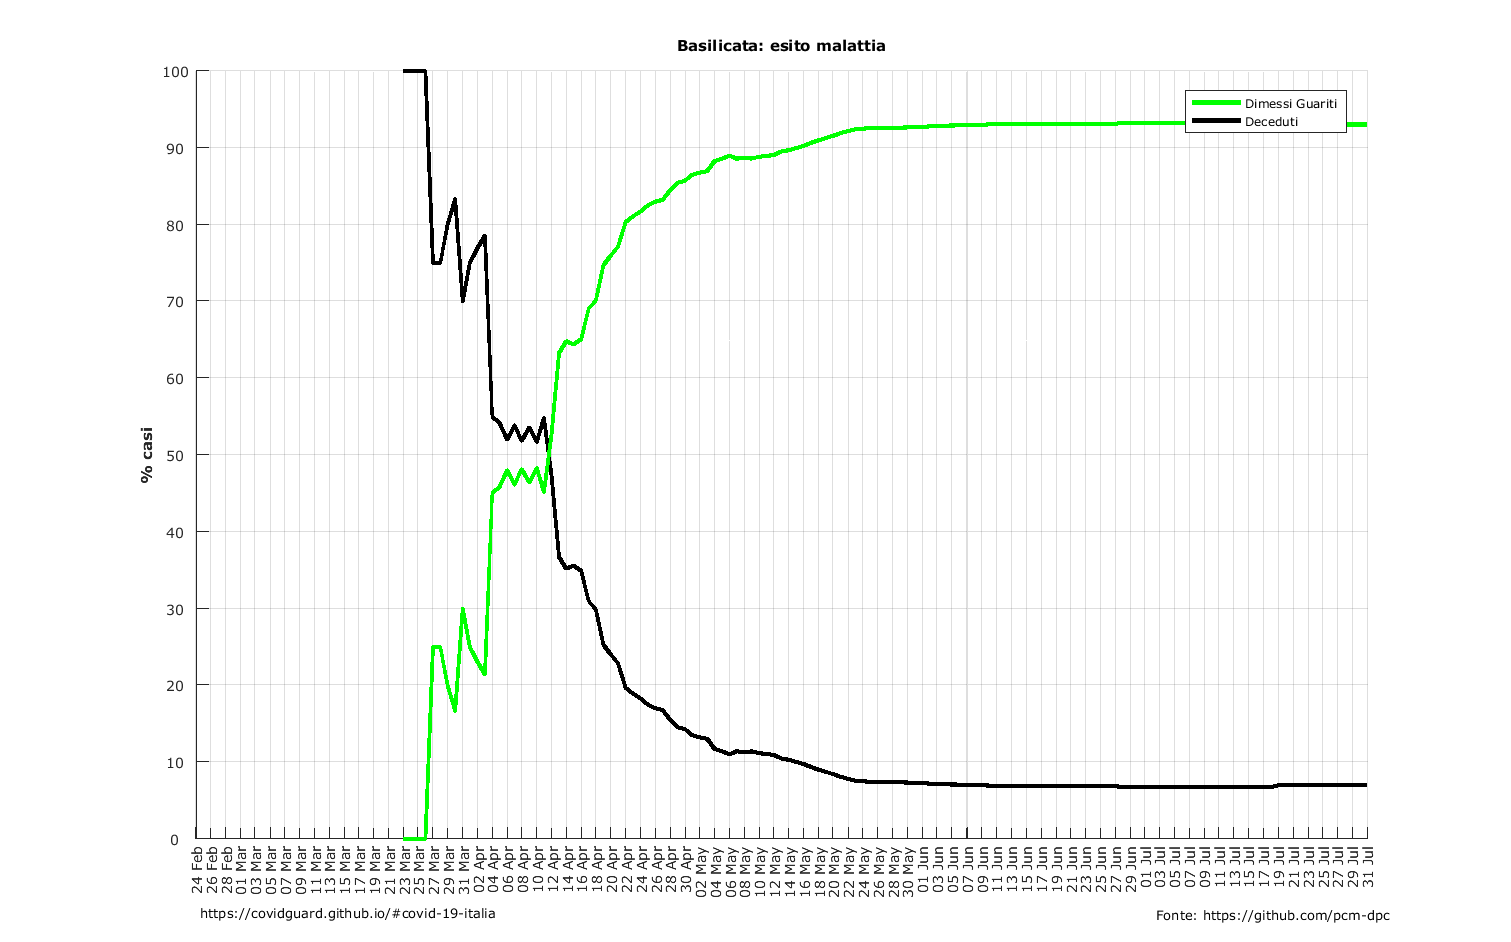 Basilicata: esito malattia
Dimessi Guariti
Deceduti
% casi
100
90
80
70
60
50
40
30
20
10
0
24 Feb
26 Feb
28 Feb
01 Mar
03 Mar
05 Mar
07 Mar
09 Mar
11 Mar
13 Mar
15 Mar
17 Mar
19 Mar
21 Mar
23 Mar
25 Mar
27 Mar
29 Mar
31 Mar
02 Apr
04 Apr
06 Apr
08 Apr
10 Apr
12 Apr
14 Apr
16 Apr
18 Apr
20 Apr
22 Apr
24 Apr
26 Apr
28 Apr
30 Apr
02 May
04 May
06 May
08 May
10 May
12 May
14 May
16 May
18 May
20 May
22 May
24 May
26 May
28 May
30 May
01 Jun
03 Jun
05 Jun
07 Jun
09 Jun
11 Jun
13 Jun
15 Jun
17 Jun
19 Jun
21 Jun
23 Jun
25 Jun
27 Jun
29 Jun
01 Jul
03 Jul
05 Jul
07 Jul
09 Jul
11 Jul
13 Jul
15 Jul
17 Jul
19 Jul
21 Jul
23 Jul
25 Jul
27 Jul
29 Jul
31 Jul
https://covidguard.github.io/#covid-19-italia
Fonte: https://github.com/pcm-dpc